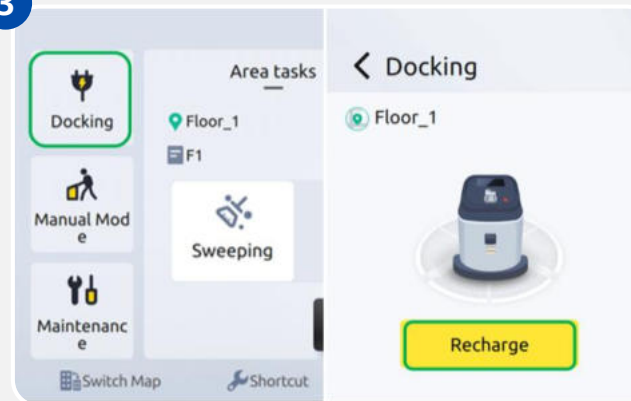 3
Docking
Manual Mod
e
Maintenanc
e
Area tasks
Floor_1
F1
Sweeping
Switch Map
Shortcut
Docking
Floor_1
Recharge